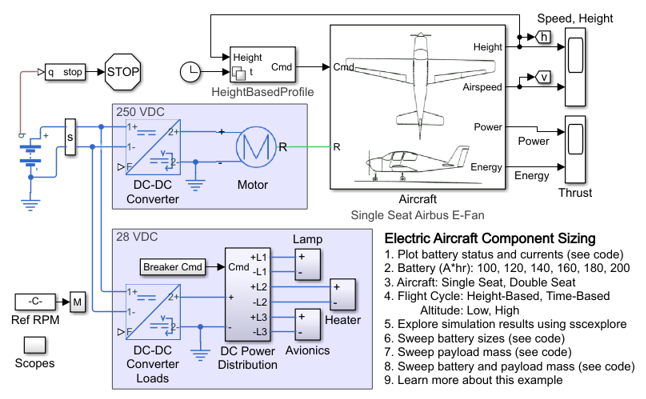 Speed, Height
h
Height
Height
t
Cmd
Cmd
HeightBasedProfile
q stop
STOP
Airspeed
v
q
250 VDC
Power
Power
+
s
1+
2+
+
1-
M
R
R
F
2-
-
Energy
Energy
DC-DC
Converter
Motor
Aircraft
Thrust
Single Seat Airbus E-Fan
28 VDC
Lamp
Breaker Cmd
Cmd
+L1
-L1
+
-
-C-
M
Ref RPM
1+
2+
+
+L2
-L2
+
-
1-
F
2-
-
+L3
-L3
+
-
Heater
Scopes
DC-DC
Converter
Loads
DC Power
Distribution
Avionics
Electric Aircraft Component Sizing
1. Plot battery status and currents (see code)
2. Battery (A*hr): 100, 120, 140, 160, 180, 200
3. Aircraft: Single Seat, Double Seat
4. Flight Cycle: Height-Based, Time-Based
Altitude: Low, High
5. Explore simulation results using sscexplore
6. Sweep battery sizes (see code)
7. Sweep payload mass (see code)
8. Sweep battery and payload mass (see code)
9. Learn more about this example